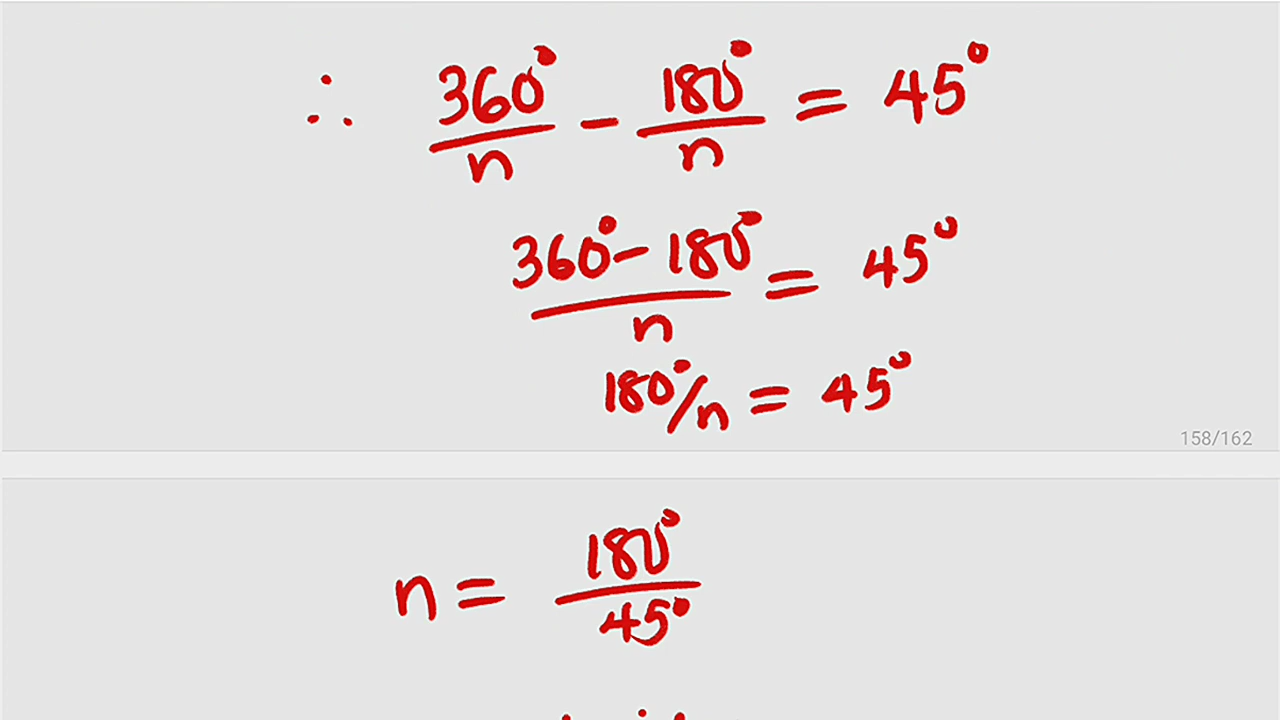 ∴ 360°/n - 180°/n = 45°
360° - 180°/n = 45°
180°/n = 45°
158/162
n = 180°/45°